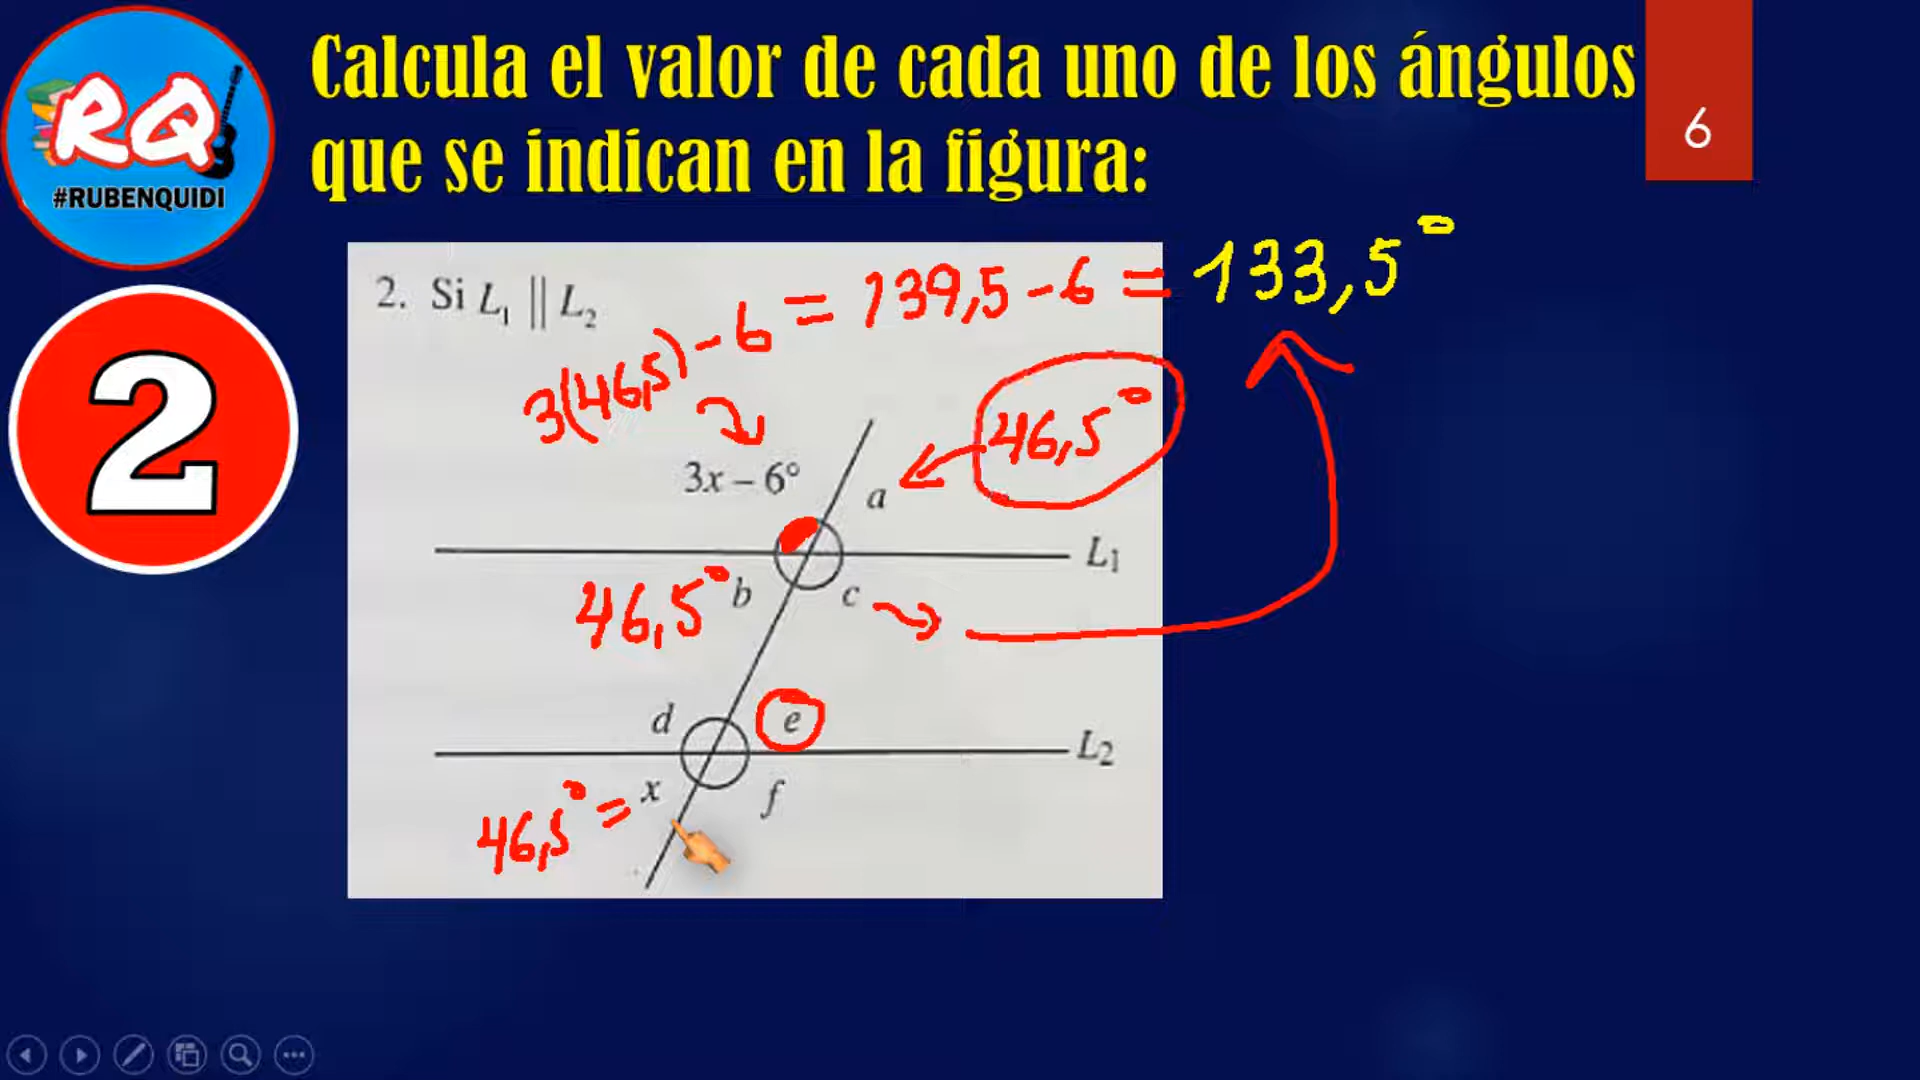 RQ
#RUBENQUIDI
Calcula el valor de cada uno de los ángulos
que se indican en la figura:
6
2
2. Si L₁ || L₂
3(46,5) - 6 = 139,5 - 6 = 133,5°
46,5°
3x – 6°
a
L₁
46,5°
b
c
d
e
L₂
46,5° =
x
f